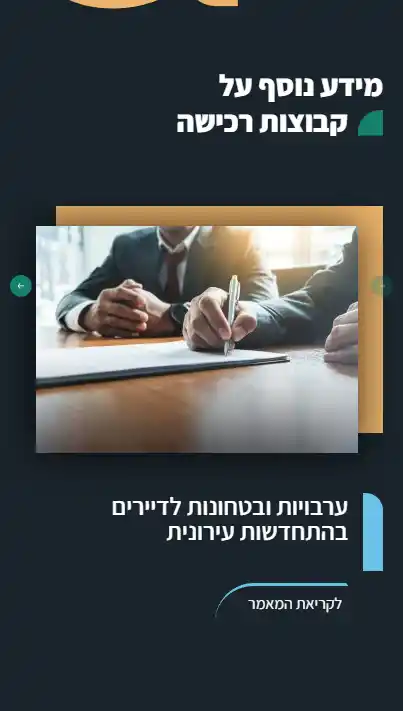 מידע נוסף על
קבוצות רכישה
ערבויות ובטחונות לדיירים
בהתחדשות עירונית
לקריאת המאמר